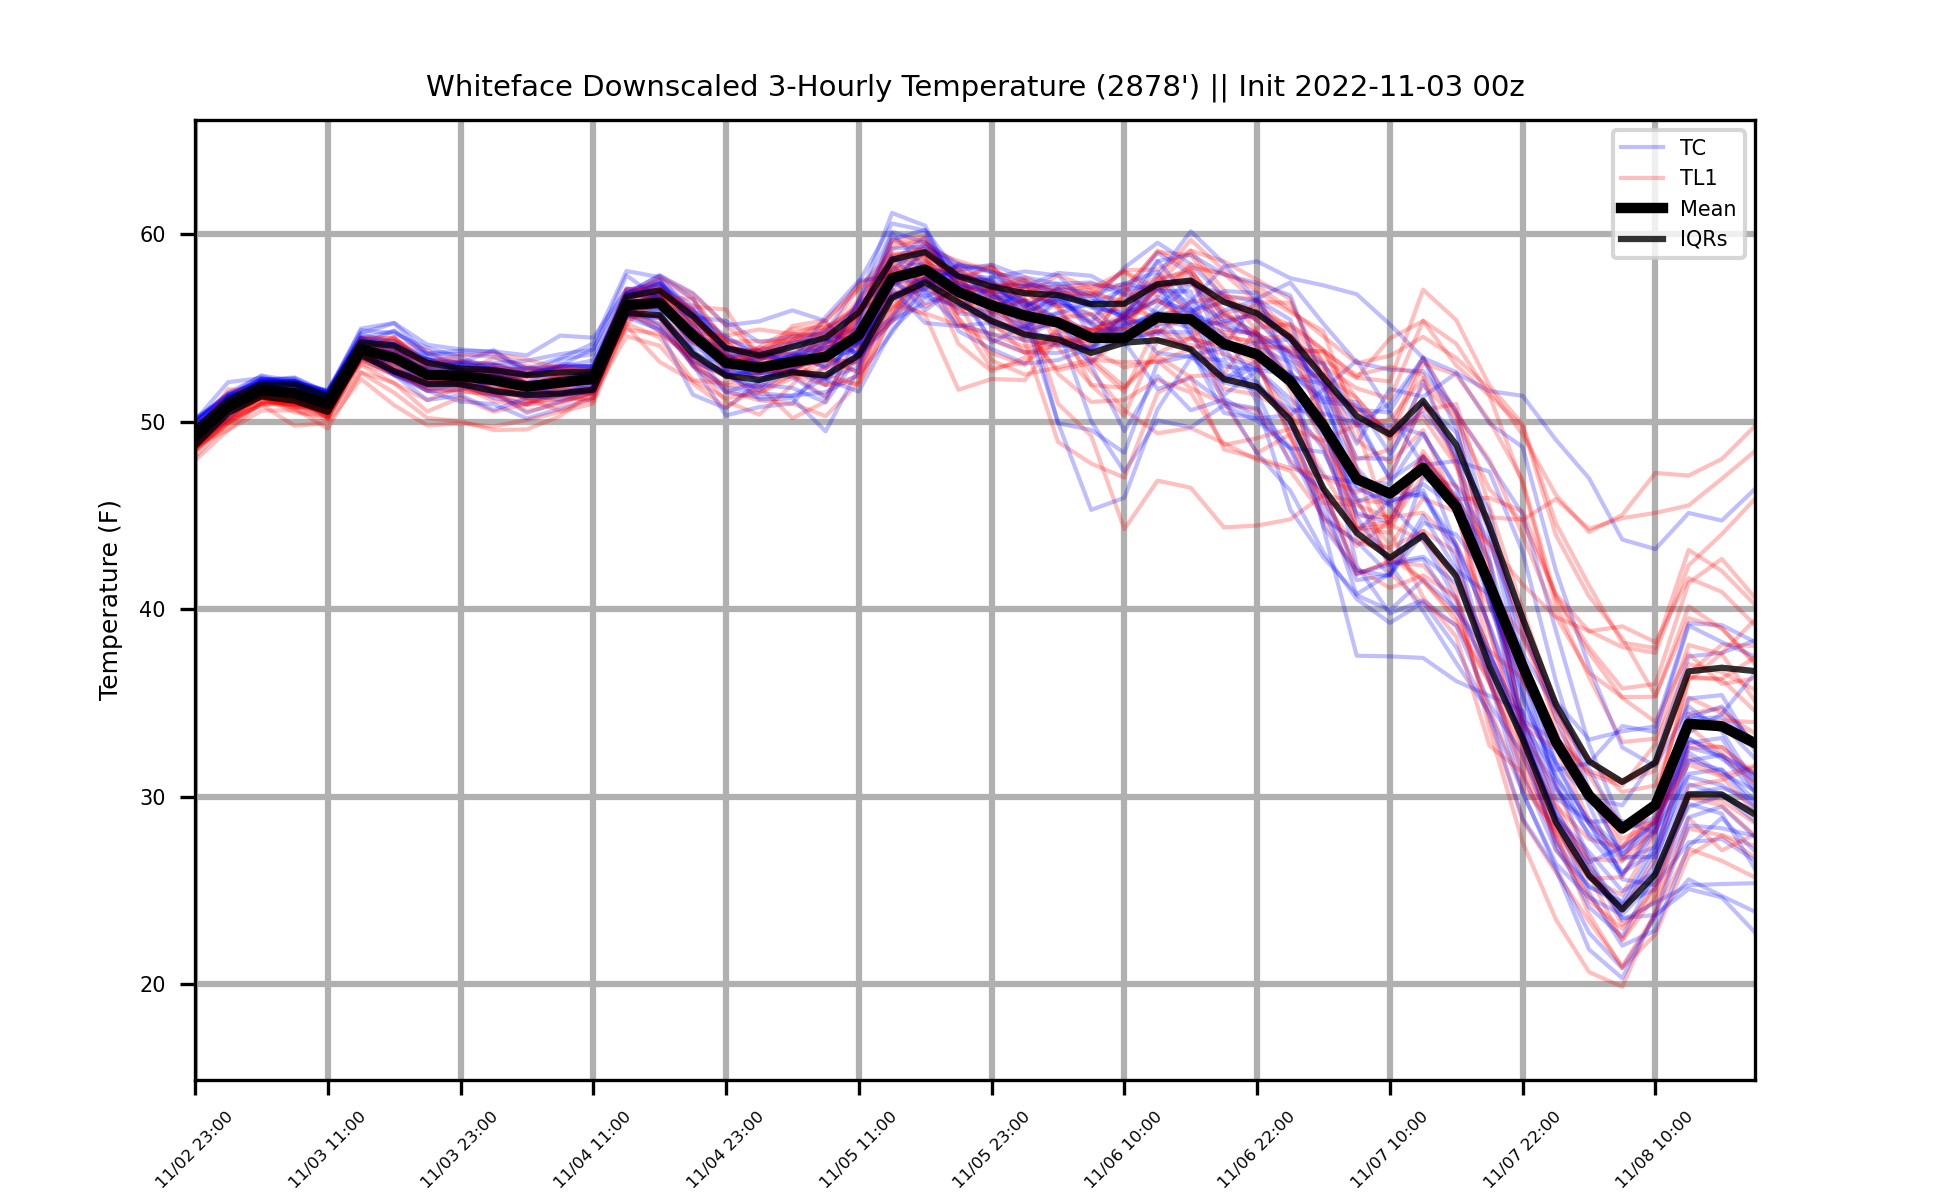 Whiteface Downscaled 3-Hourly Temperature (2878') || Init 2022-11-03 00z
TC
TL1
Mean
IQRs
Temperature (F)
60
50
40
30
20
11/02 23:00
11/03 11:00
11/03 23:00
11/04 11:00
11/04 23:00
11/05 11:00
11/05 23:00
11/06 10:00
11/06 22:00
11/07 10:00
11/07 22:00
11/08 10:00